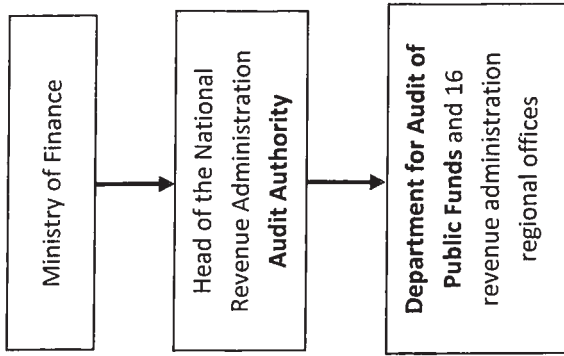 Ministry of Finance
Head of the National
Revenue Administration
Audit Authority
Department for Audit of
Public Funds and 16
revenue administration
regional offices